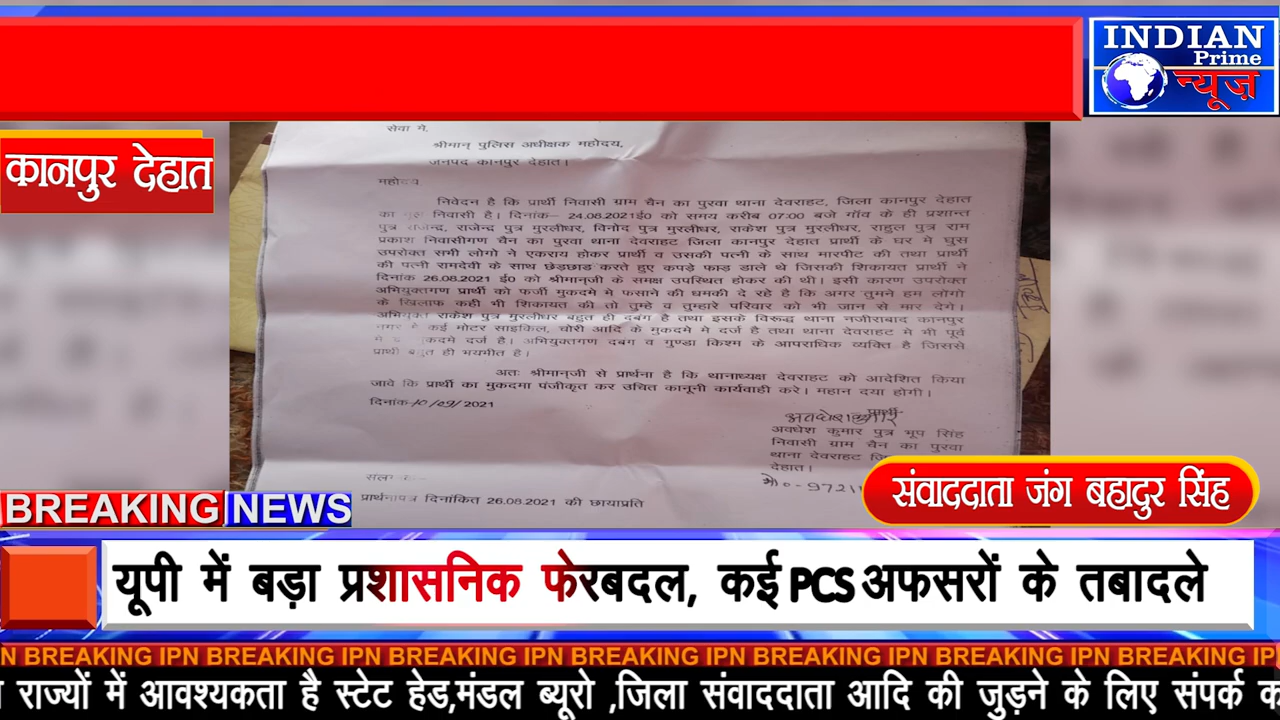 INDIAN
Prime
न्यूज़
कानपुर देहात
सेवा में,
श्रीमान् पुलिस अधीक्षक महोदय,
जनपद कानपुर देहात।
महोदय
निवेदन है कि प्रार्थी निवासी ग्राम चैन का पुरवा थाना देवराहट, जिला कानपुर देहात
का मूल निवासी है। दिनांक– 24.08.2021ई0 को समय करीब 07:00 बजे गॉव के ही प्रशान्त
पुत्र राजेन्द्र, राजेन्द्र पुत्र मुरलीधर, विनोद पुत्र मुरलीधर, राकेश पुत्र मुरलीधर, राहुल पुत्र राम
प्रकाश निवासीगण चैन का पुरवा थाना देवराहट जिला कानपुर देहात प्रार्थी के घर मे घुस
उपरोक्त सभी लोगो ने एकराय होकर प्रार्थी व उसकी पत्नी के साथ मारपीट की तथा प्रार्थी
की पत्नी रामदेवी के साथ छेड़छाड करते हुए कपड़े फाड डाले थे जिसकी शिकायत प्रार्थी ने
दिनांक 26.08.2021 ई0 को श्रीमानजी के समक्ष उपस्थित होकर की थी। इसी कारण उपरोक्त
अभियुक्तगण प्रार्थी को फर्जी मुकदमे मे फसाने की धमकी दे रहे है कि अगर तुमने हम लोगो
के खिलाफ कही भी शिकायत की तो तुम्हे व तुम्हारे परिवार को भी जान से मार देगे।
अभियुक्त राकेश पुत्र मुरलीधर बहुत ही दबंग है तथा इसके विरूद्ध थाना नजीराबाद कानपुर
नगर मे कई मोटर साइकिल, चोरी आदि के मुकदमे मे दर्ज है तथा थाना देवराहट मे भी पूर्व
मे मुकदमे दर्ज है। अभियुक्तगण दबग व गुण्डा किश्म के आपराधिक व्यक्ति है जिससे
प्रार्थी बहुत ही भयभीत है।
अतः श्रीमानजी से प्रार्थना है कि थानाध्यक्ष देवराहट को आदेशित किया
जावे कि प्रार्थी का मुकदमा पंजीकृत कर उचित कानूनी कार्यवाही करे। महान दया होगी।
दिनांक-10/09/2021
प्रार्थी
अवधेश कुमार
अवधेश कुमार पुत्र भूप सिंह
निवासी ग्राम चैन का पुरवा
थाना देवराहट
देहात।
मो0-9721
संलग्नक–
प्रार्थनापत्र दिनांकित 26.08.2021 की छायाप्रति
संवाददाता जंग बहादुर सिंह
BREAKING NEWS
यूपी में बड़ा प्रशासनिक फेरबदल, कई PCS अफसरों के तबादले
N BREAKING IPN BREAKING IPN BREAKING IPN BREAKING IPN BREAKING IPN BREAKING IPN BREAKING IP
राज्यों में आवश्यकता है स्टेट हेड,मंडल ब्यूरो ,जिला संवाददाता आदि की जुड़ने के लिए संपर्क क